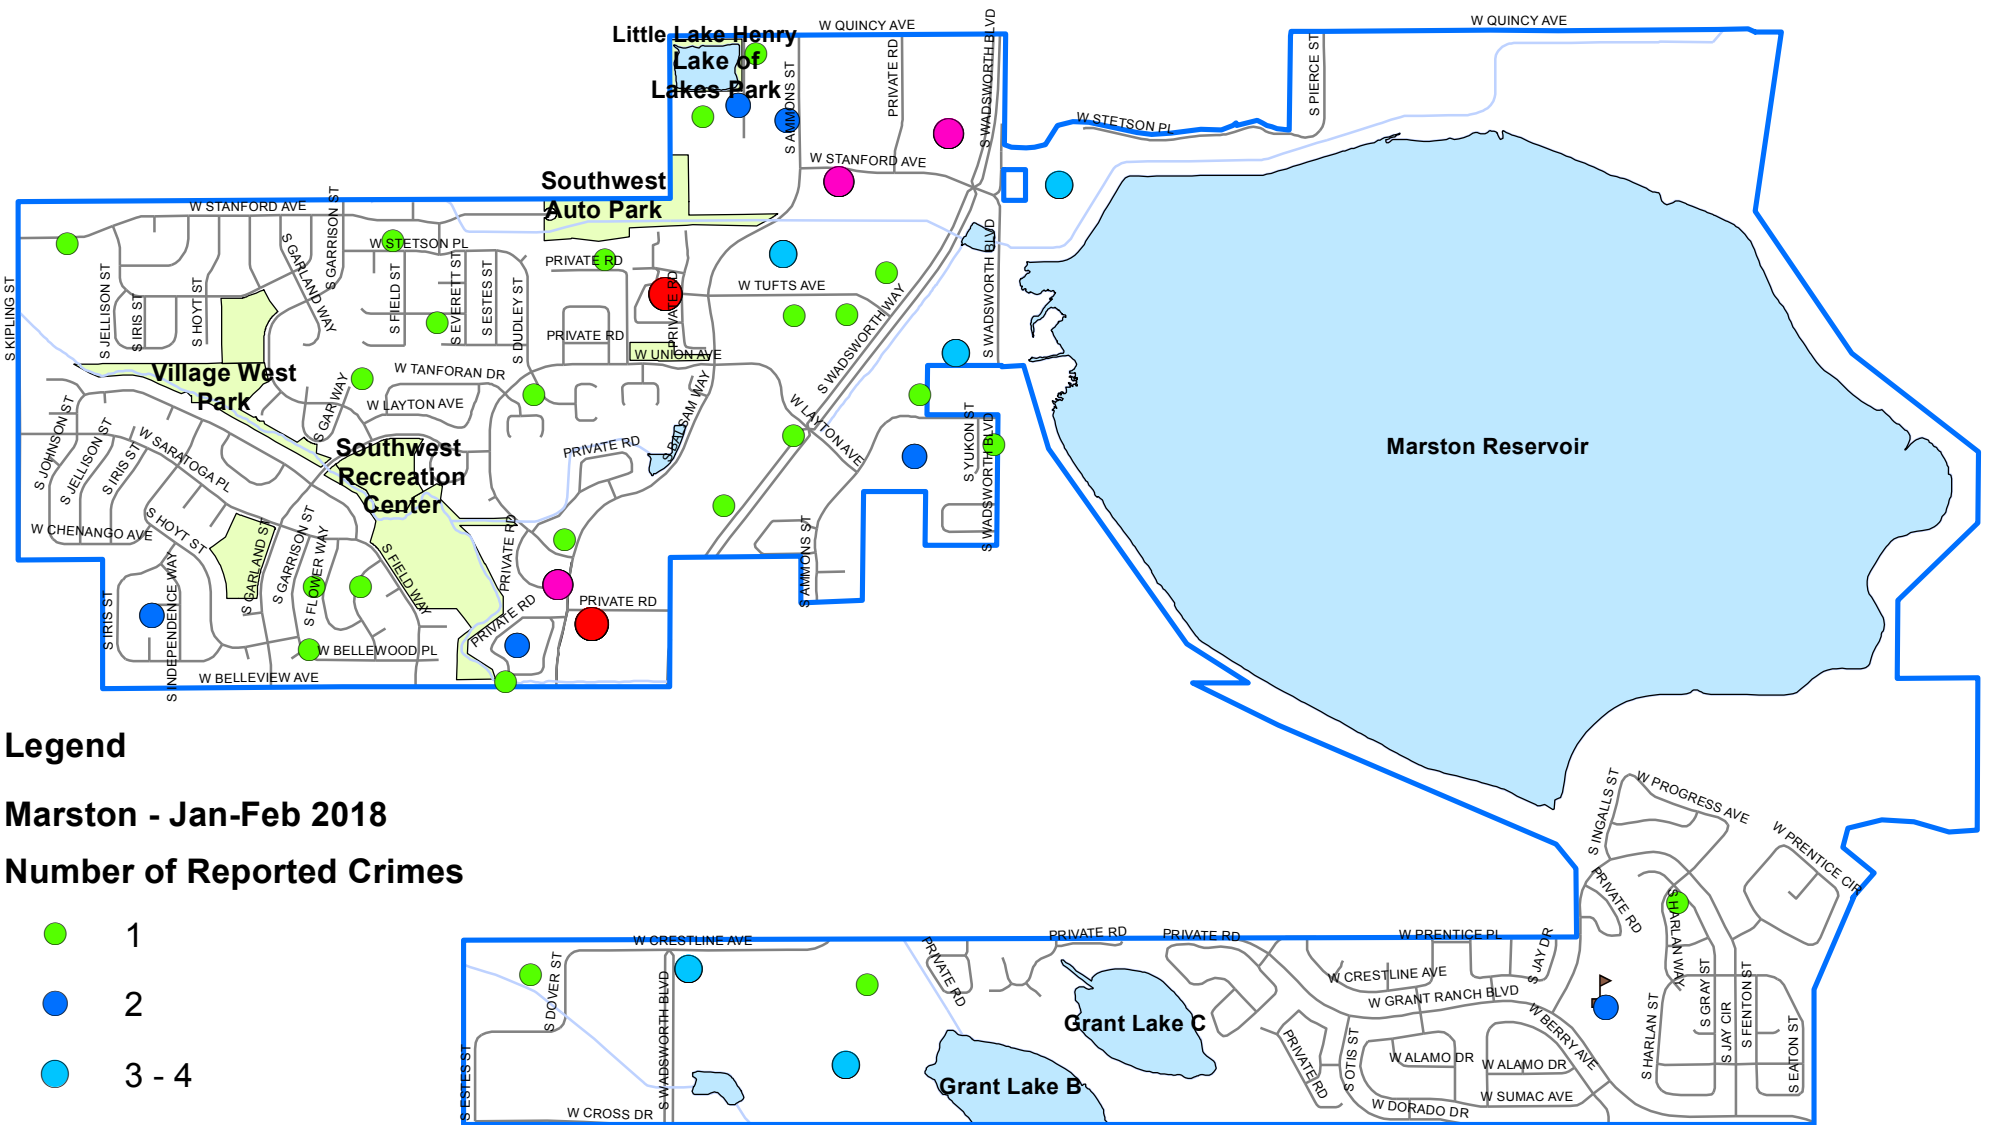 W QUINCY AVE
W QUINCY AVE
Little Lake Henry
Lake of
Lakes Park
S AMMONS ST
PRIVATE RD
S WADSWORTH BLVD
S PIERCE ST
W STETSON PL
W STANFORD AVE
Southwest
Auto Park
W STANFORD AVE
S GARRISON ST
S GARLAND WAY
W STETSON PL
S KIPLING ST
S JELLISON ST
S IRIS ST
S HOYT ST
S FIELD ST
S EVERETT ST
S ESTES ST
S DUDLEY ST
PRIVATE RD
PRIVATE RD
PRIVATE RD
W TUFTS AVE
S WADSWORTH WAY
S WADSWORTH BLVD
W UNION AVE
Village West
Park
W TANFORAN DR
S GAR WAY
W LAYTON AVE
S BALSAM WAY
W LAYTON AVE
S YUKON ST
S WADSWORTH BLVD
Marston Reservoir
S JOHNSON ST
S JELLISON ST
S IRIS ST
W SARATOGA PL
Southwest
Recreation
Center
PRIVATE RD
W CHENANGO AVE
S HOYT ST
S GARLAND ST
S GARRISON ST
S FLOWER WAY
S FIELD WAY
PRIVATE RD
S AMMONS ST
S IRIS ST
S INDEPENDENCE WAY
PRIVATE RD
PRIVATE RD
W BELLEWOOD PL
W BELLEVIEW AVE
Legend
Marston - Jan-Feb 2018
Number of Reported Crimes
1
2
3 - 4
S INGALLS ST
W PROGRESS AVE
W PRENTICE CIR
PRIVATE RD
S HARLAN WAY
W CRESTLINE AVE
PRIVATE RD
PRIVATE RD
PRIVATE RD
W PRENTICE PL
S JAY DR
S DOVER ST
S WADSWORTH BLVD
W CRESTLINE AVE
W GRANT RANCH BLVD
W BERRY AVE
S GRAY ST
S FENTON ST
Grant Lake C
S ESTES ST
PRIVATE RD
S OTIS ST
W ALAMO DR
W ALAMO DR
S HARLAN ST
S JAY CIR
S EATON ST
Grant Lake B
W CROSS DR
W DORADO DR
W SUMAC AVE